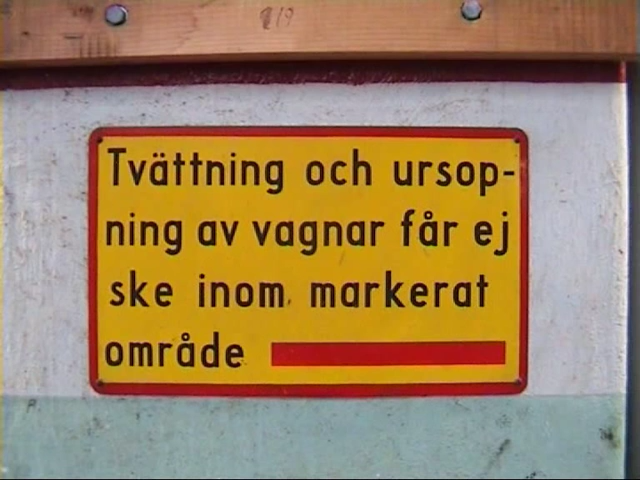 Tvättning och ursop-
ning av vagnar får ej
ske inom markerat
område